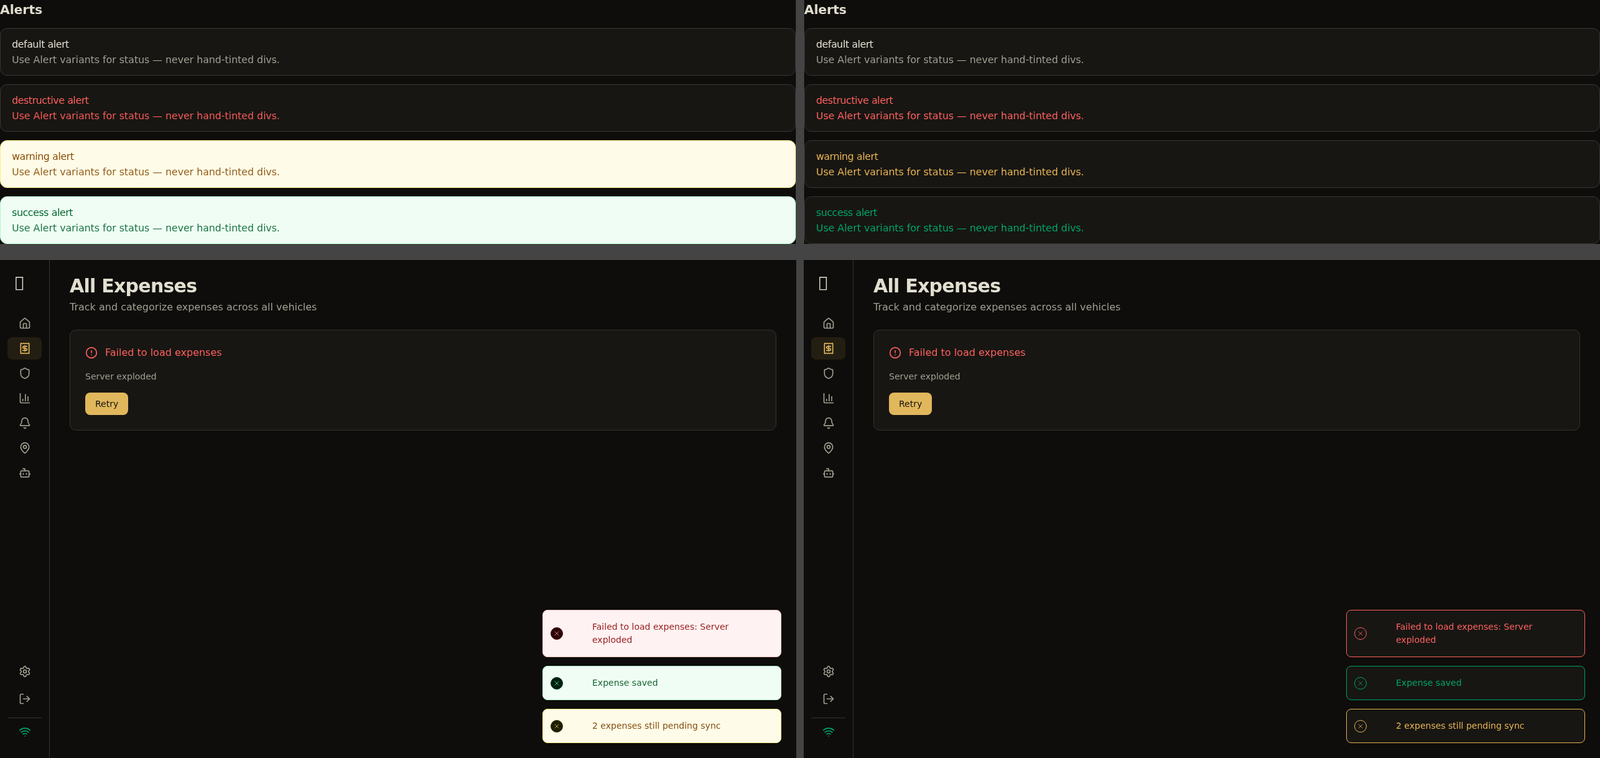 Alerts
default alert
Use Alert variants for status — never hand-tinted divs.
destructive alert
Use Alert variants for status — never hand-tinted divs.
warning alert
Use Alert variants for status — never hand-tinted divs.
success alert
Use Alert variants for status — never hand-tinted divs.
Alerts
default alert
Use Alert variants for status — never hand-tinted divs.
destructive alert
Use Alert variants for status — never hand-tinted divs.
warning alert
Use Alert variants for status — never hand-tinted divs.
success alert
Use Alert variants for status — never hand-tinted divs.
All Expenses
Track and categorize expenses across all vehicles
Failed to load expenses
Server exploded
Retry
Failed to load expenses: Server
exploded
Expense saved
2 expenses still pending sync
All Expenses
Track and categorize expenses across all vehicles
Failed to load expenses
Server exploded
Retry
Failed to load expenses: Server
exploded
Expense saved
2 expenses still pending sync